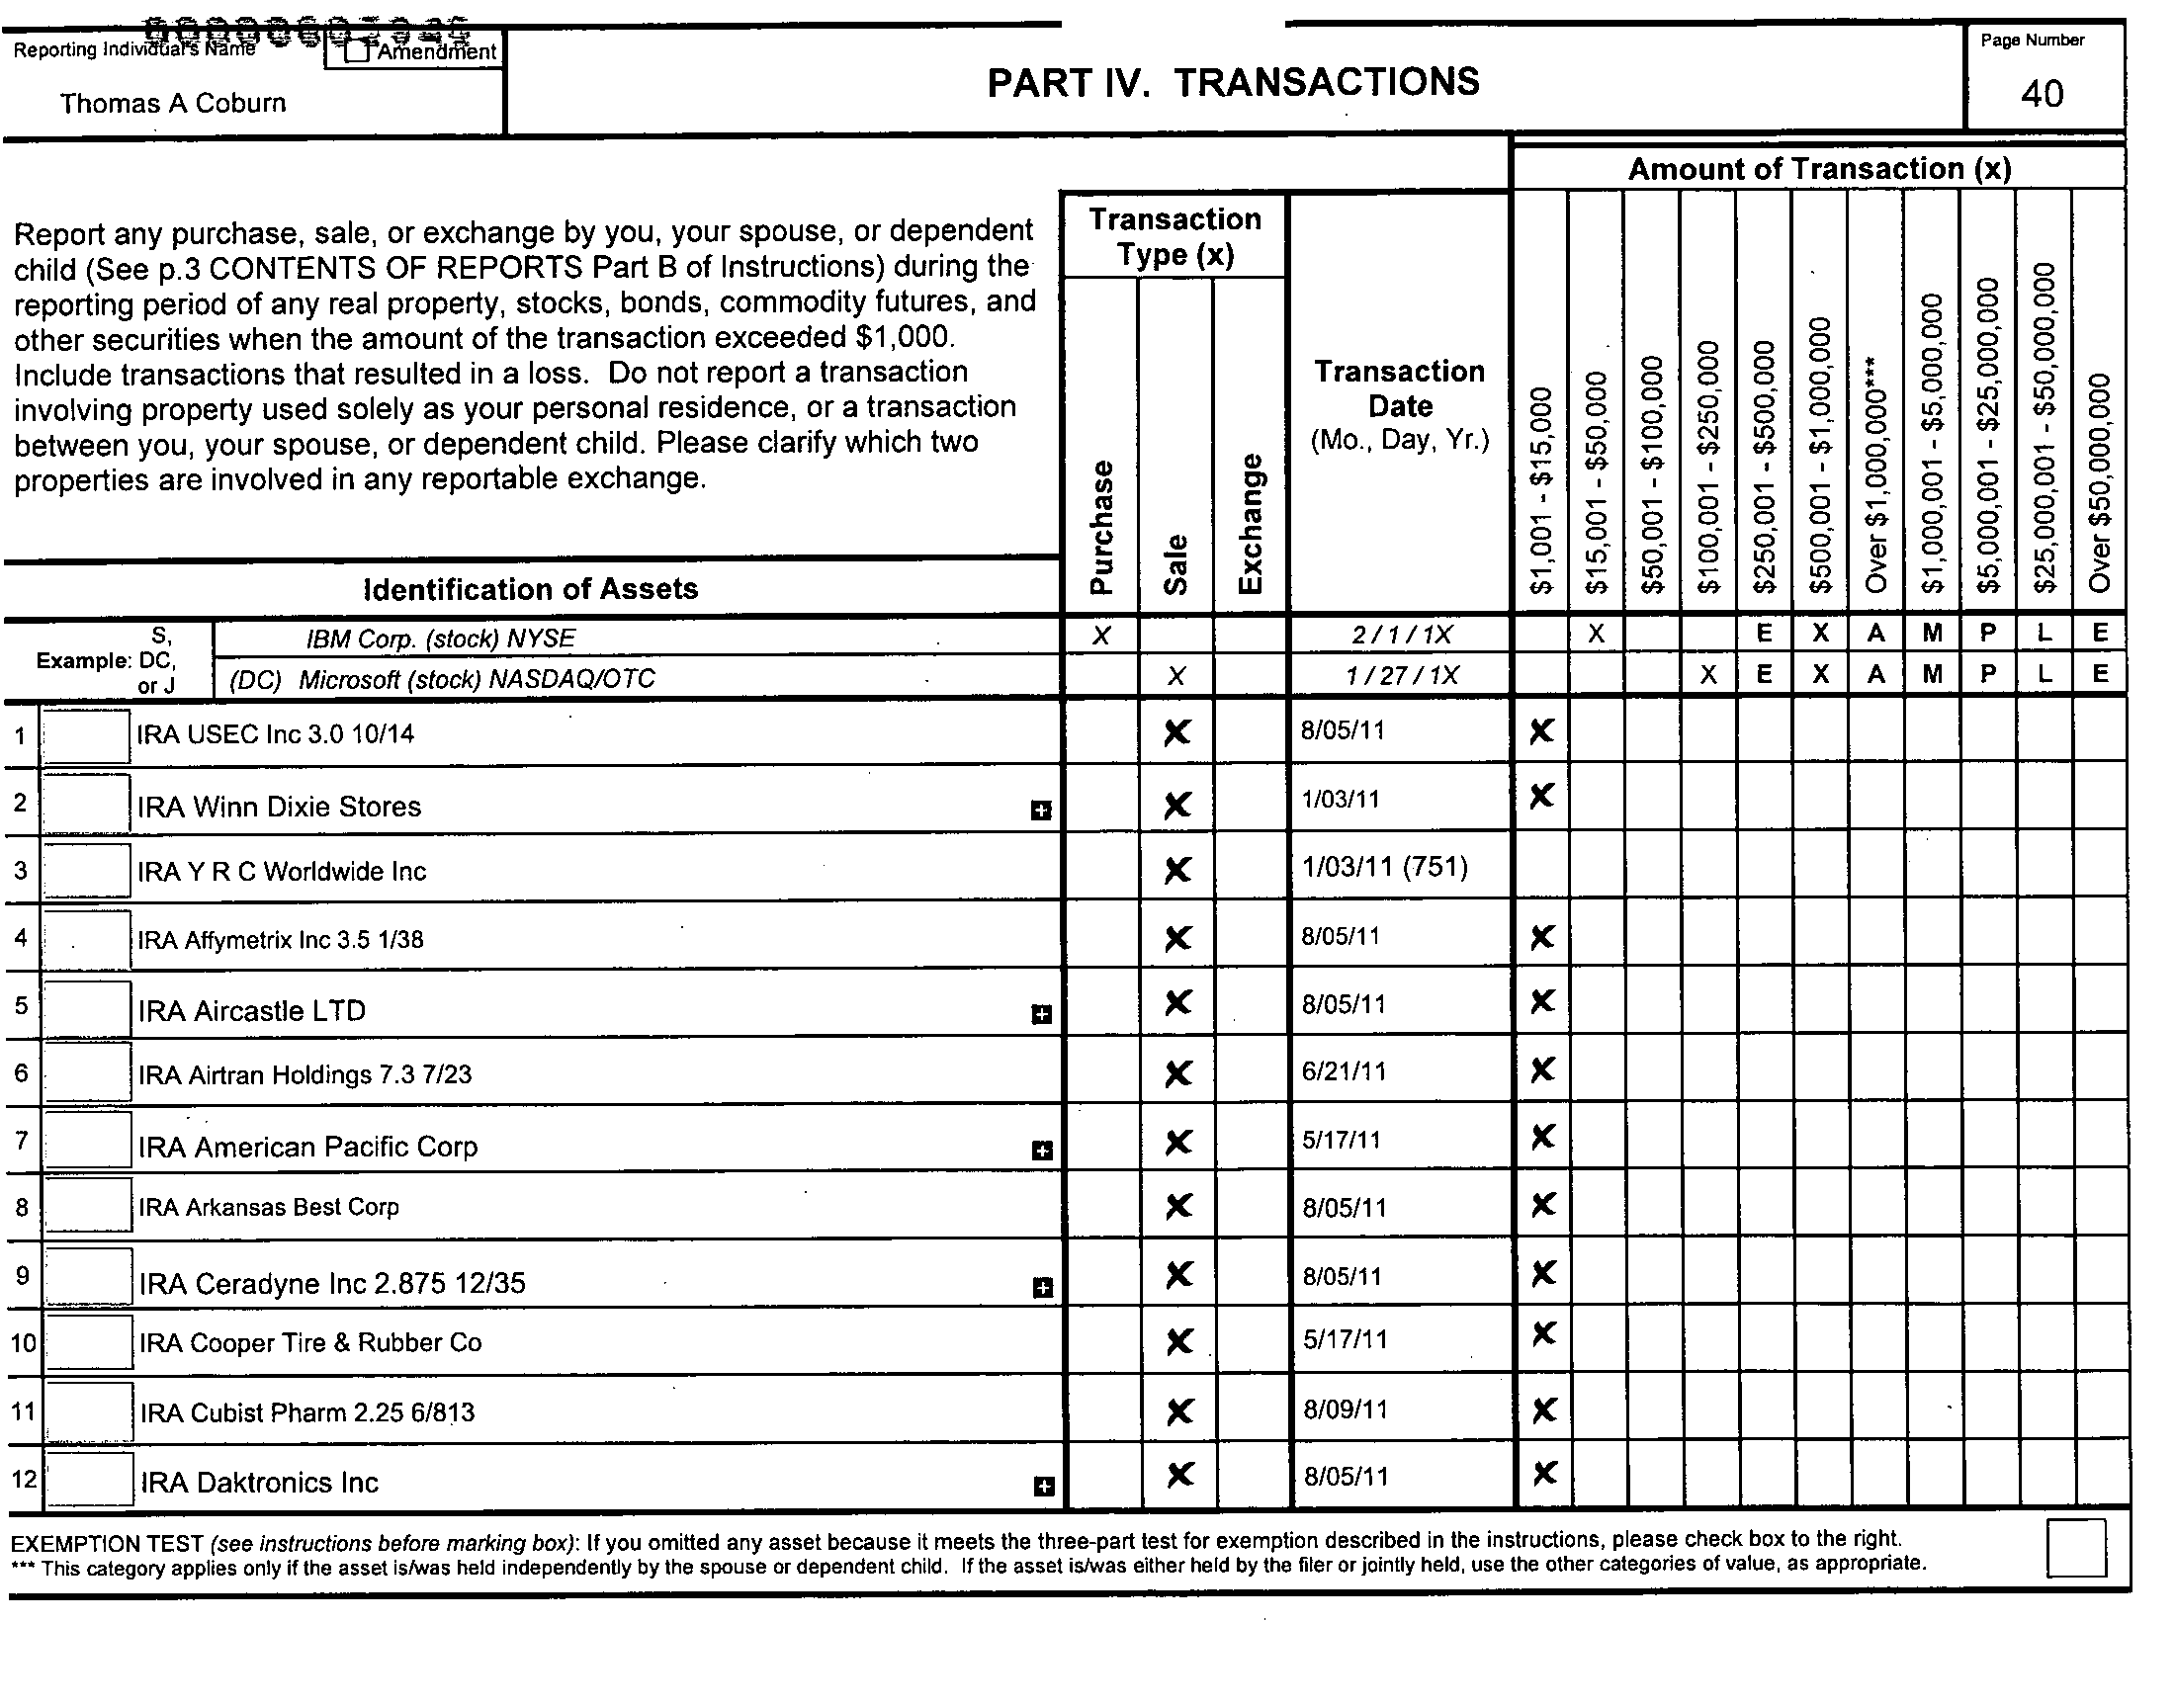 Reporting Individual's Name
Amendment
Thomas A Coburn
PART IV. TRANSACTIONS
Page Number
40
Report any purchase, sale, or exchange by you, your spouse, or dependent
child (See p.3 CONTENTS OF REPORTS Part B of Instructions) during the
reporting period of any real property, stocks, bonds, commodity futures, and
other securities when the amount of the transaction exceeded $1,000.
Include transactions that resulted in a loss. Do not report a transaction
involving property used solely as your personal residence, or a transaction
between you, your spouse, or dependent child. Please clarify which two
properties are involved in any reportable exchange.
Identification of Assets
Transaction
Type (x)
Purchase
Sale
Exchange
Transaction
Date
(Mo., Day, Yr.)
Amount of Transaction (x)
$1,001 - $15,000
$15,001 - $50,000
$50,001 - $100,000
$100,001 - $250,000
$250,001 - $500,000
$500,001 - $1,000,000
Over $1,000,000***
$1,000,001 - $5,000,000
$5,000,001 - $25,000,000
$25,000,001 - $50,000,000
Over $50,000,000
Example: S, DC, or J
IBM Corp. (stock) NYSE X 2/1/1X X E X A M P L E
(DC) Microsoft (stock) NASDAQ/OTC X 1/27/1X X E X A M P L E
1 IRA USEC Inc 3.0 10/14 X 8/05/11 X
2 IRA Winn Dixie Stores + X 1/03/11 X
3 IRA Y R C Worldwide Inc X 1/03/11 (751)
4 IRA Affymetrix Inc 3.5 1/38 X 8/05/11 X
5 IRA Aircastle LTD + X 8/05/11 X
6 IRA Airtran Holdings 7.3 7/23 X 6/21/11 X
7 IRA American Pacific Corp + X 5/17/11 X
8 IRA Arkansas Best Corp X 8/05/11 X
9 IRA Ceradyne Inc 2.875 12/35 + X 8/05/11 X
10 IRA Cooper Tire & Rubber Co X 5/17/11 X
11 IRA Cubist Pharm 2.25 6/813 X 8/09/11 X
12 IRA Daktronics Inc + X 8/05/11 X
EXEMPTION TEST (see instructions before marking box): If you omitted any asset because it meets the three-part test for exemption described in the instructions, please check box to the right.
*** This category applies only if the asset is/was held independently by the spouse or dependent child. If the asset is/was either held by the filer or jointly held, use the other categories of value, as appropriate.